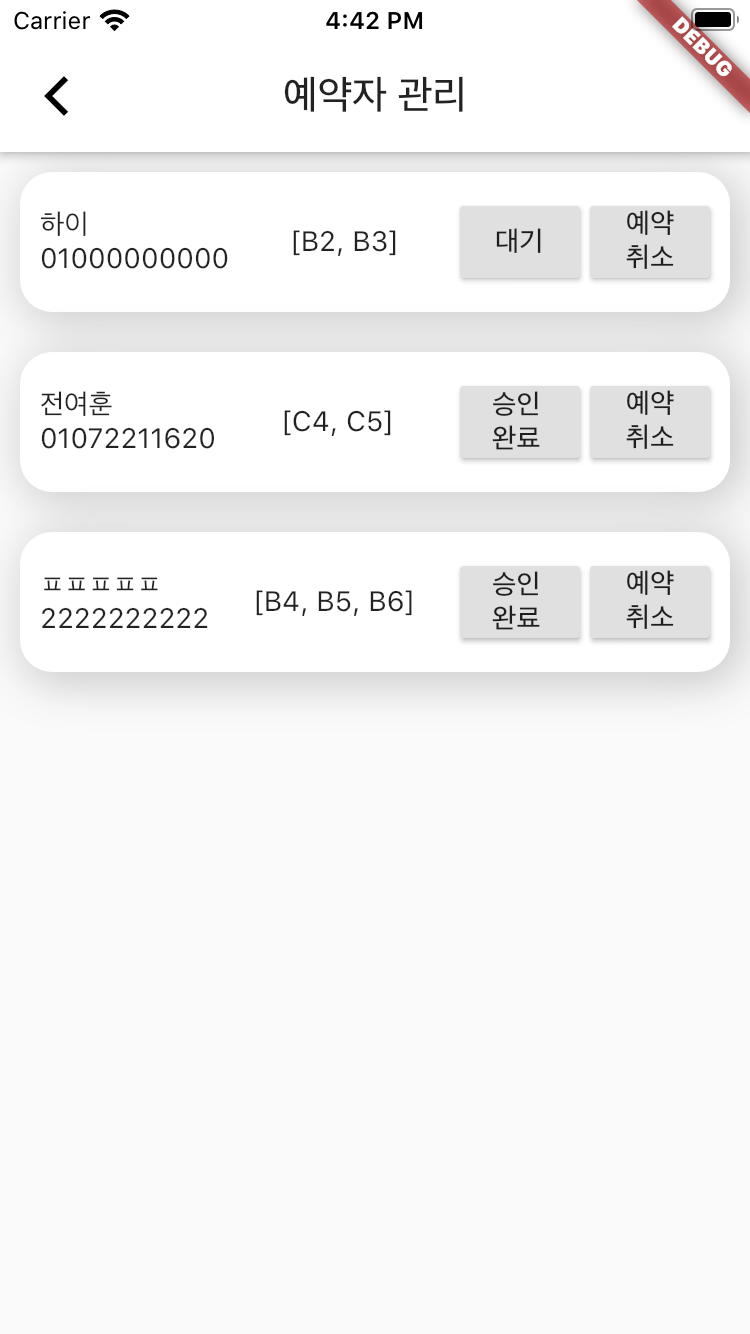 Carrier
4:42 PM
DEBUG
예약자 관리
하이
01000000000
[B2, B3]
대기
예약
취소
전여훈
01072211620
[C4, C5]
승인
완료
예약
취소
ㅍㅍㅍㅍㅍ
2222222222
[B4, B5, B6]
승인
완료
예약
취소